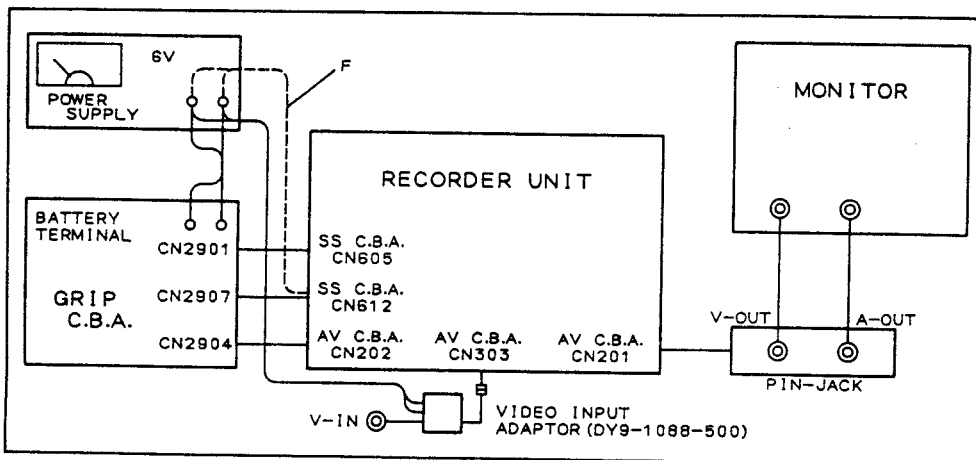 6V
POWER
SUPPLY
F
MONITOR
RECORDER UNIT
BATTERY
TERMINAL
CN2901
SS C.B.A.
CN605
GRIP
C.B.A.
CN2907
SS C.B.A.
CN612
CN2904
AV C.B.A.
CN202
AV C.B.A.
CN303
AV C.B.A.
CN201
V-OUT
A-OUT
PIN-JACK
V-IN
VIDEO INPUT
ADAPTOR(DY9-1088-500)